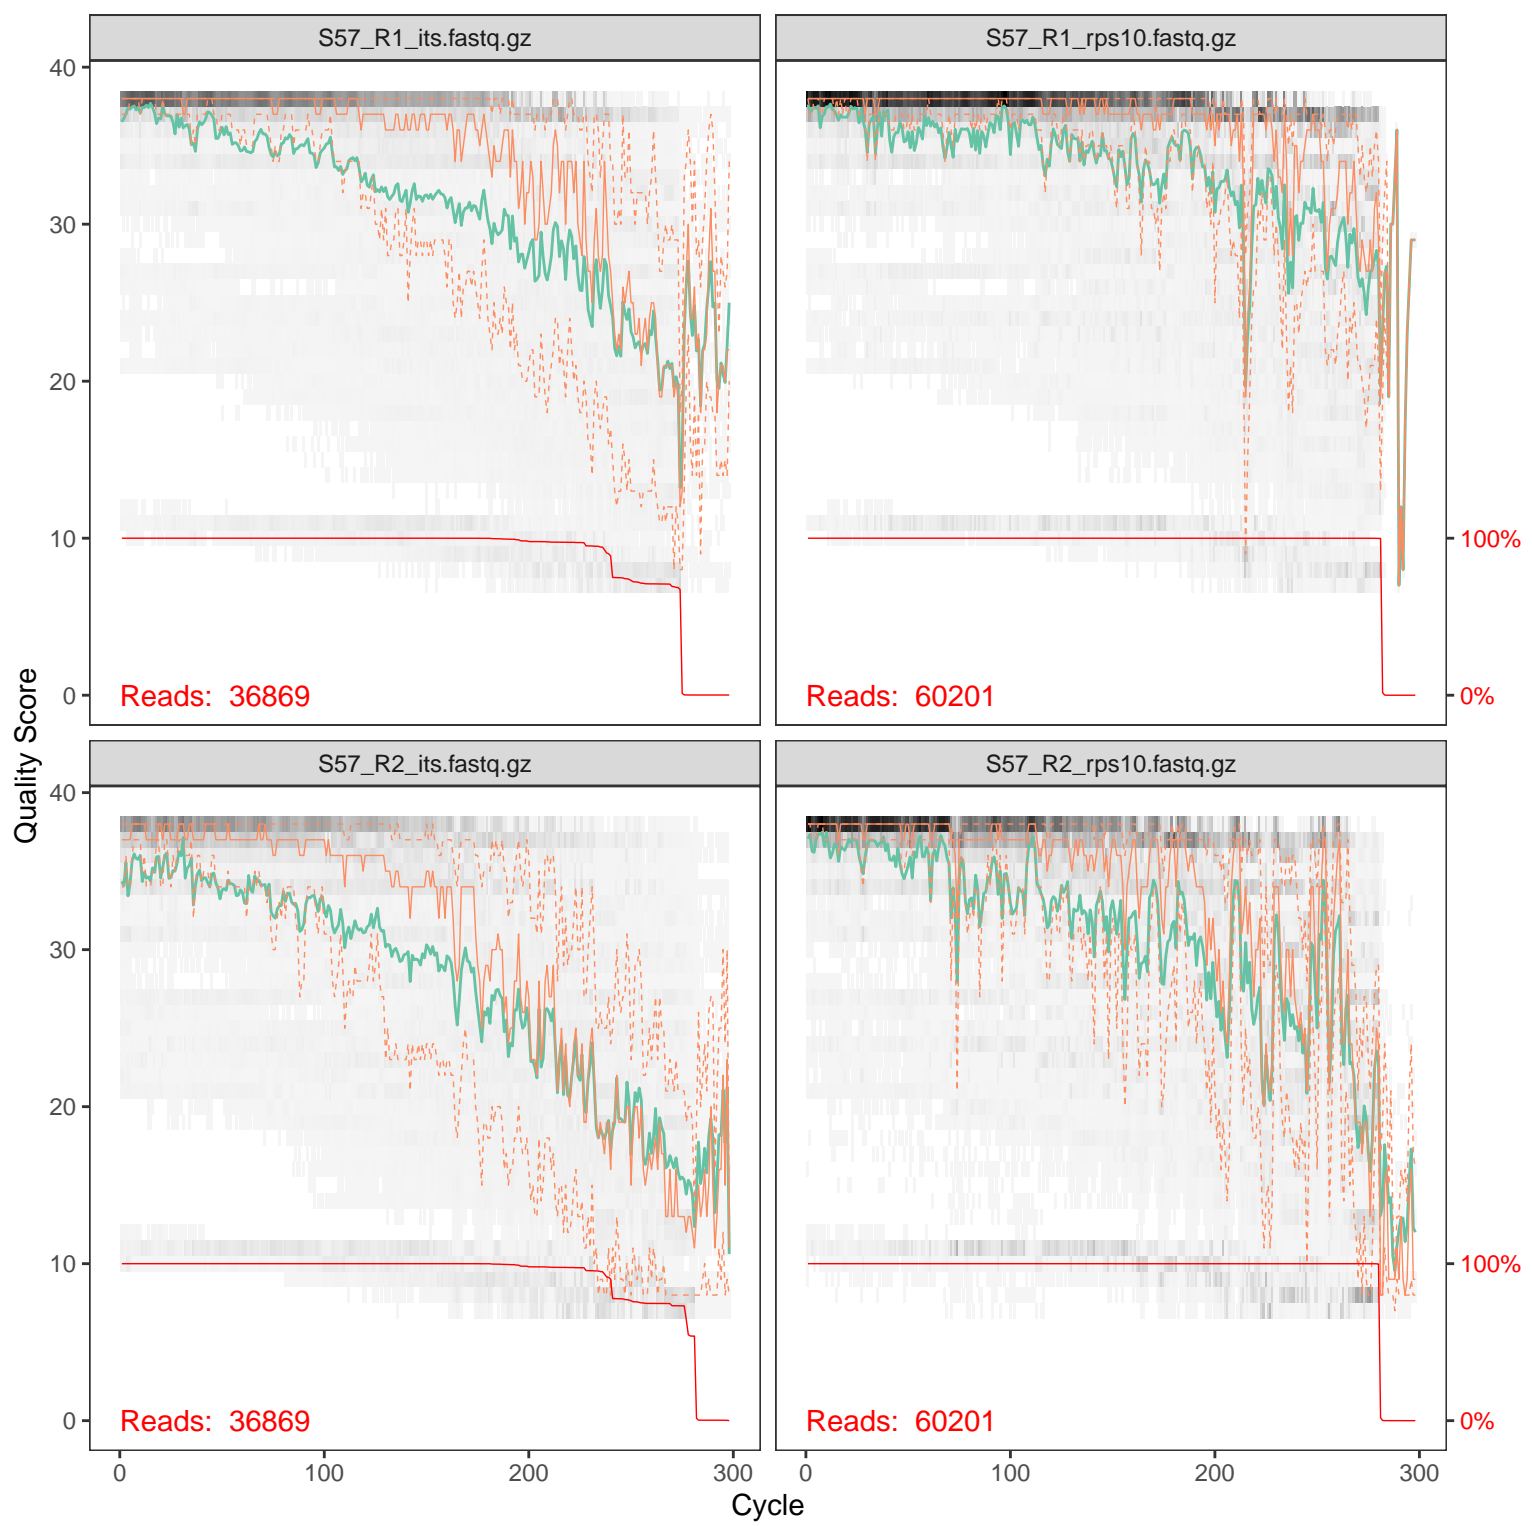 S57_R1_its.fastq.gz
S57_R1_rps10.fastq.gz
40
30
20
10
0
Reads: 36869
Reads: 60201
100%
0%
Quality Score
S57_R2_its.fastq.gz
S57_R2_rps10.fastq.gz
40
30
20
10
0
Reads: 36869
Reads: 60201
100%
0%
0 100 200 300
0 100 200 300
Cycle